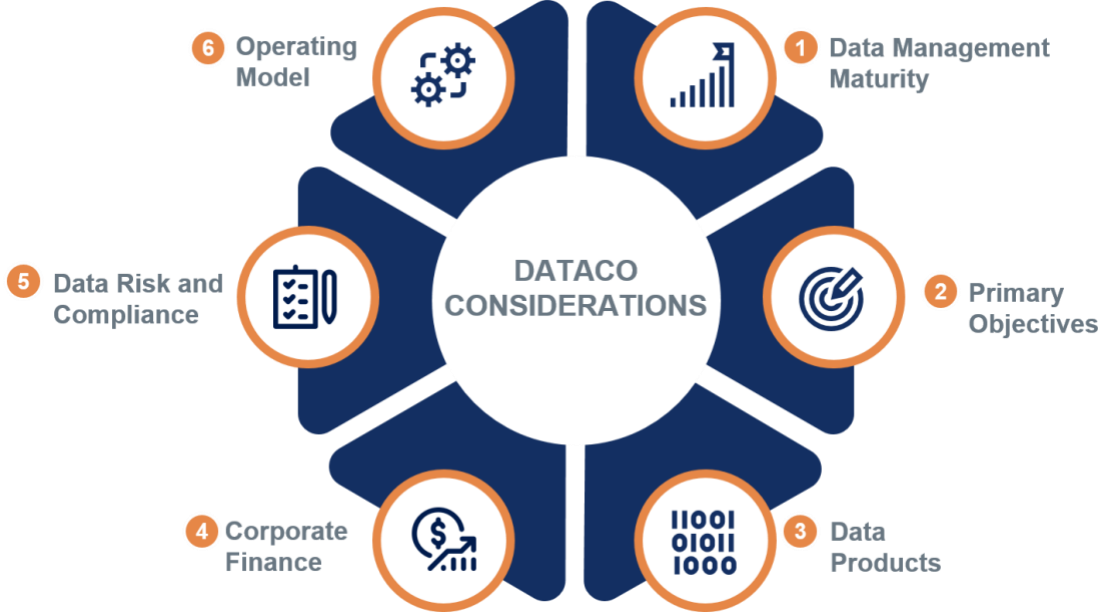 DATACO
CONSIDERATIONS
1
Data Management
Maturity
2
Primary
Objectives
3
Data
Products
11001
01011
1000
4
Corporate
Finance
$
5
Data Risk and
Compliance
6
Operating
Model